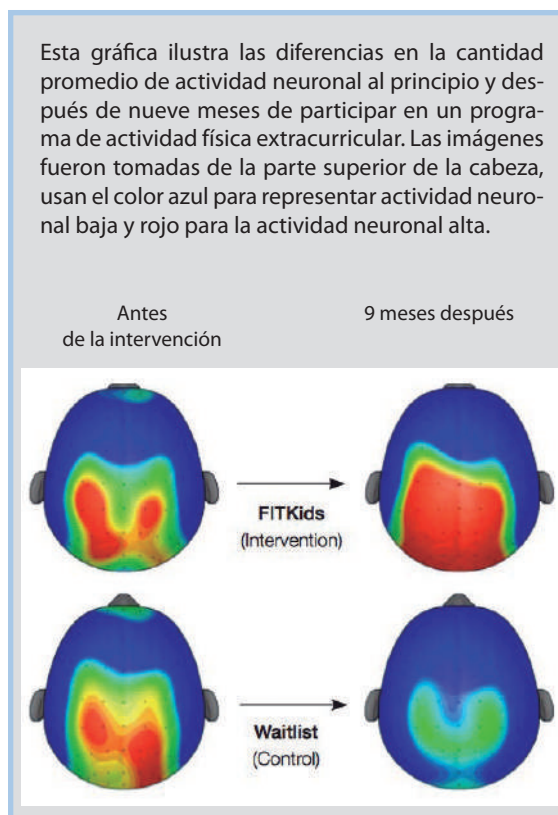 Esta gráfica ilustra las diferencias en la cantidad
promedio de actividad neuronal al principio y des-
pués de nueve meses de participar en un progra-
ma de actividad física extracurricular. Las imágenes
fueron tomadas de la parte superior de la cabeza,
usan el color azul para representar actividad neuro-
nal baja y rojo para la actividad neuronal alta.
Antes
de la intervención
9 meses después
FITKids
(Intervention)
Waitlist
(Control)